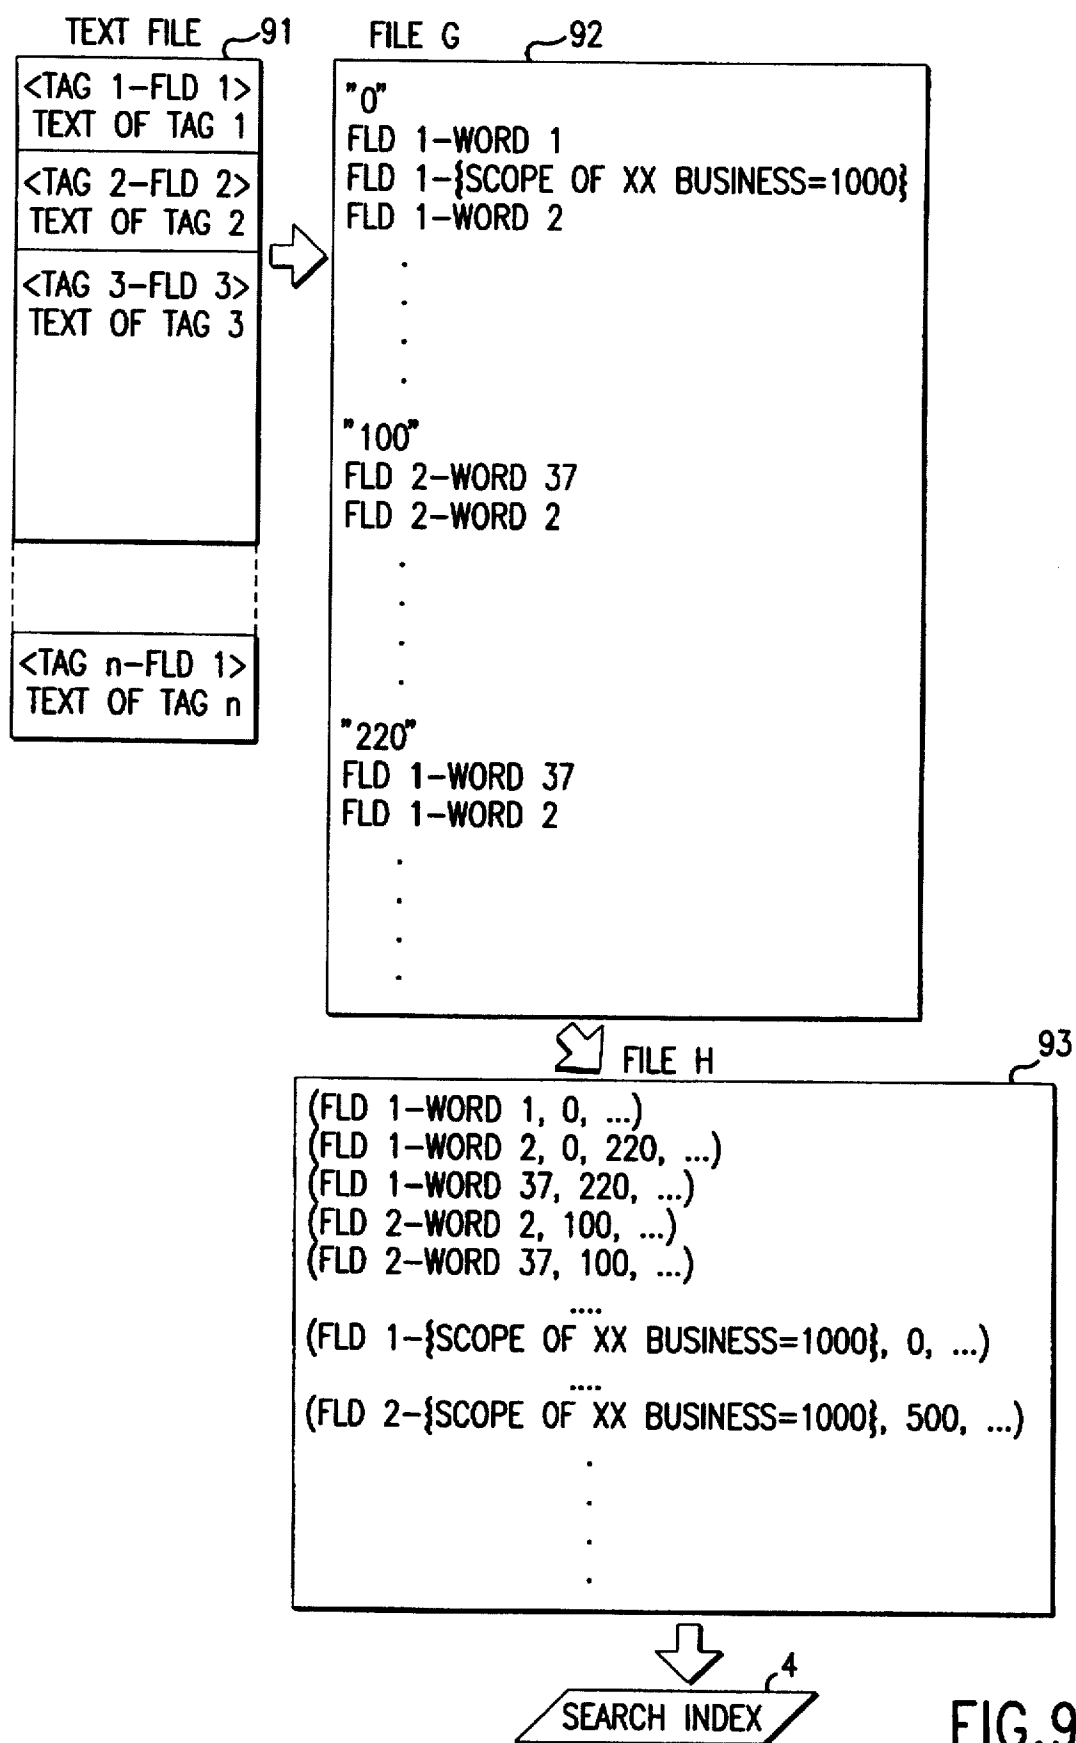 TEXT FILE 91
<TAG 1-FLD 1>
TEXT OF TAG 1
<TAG 2-FLD 2>
TEXT OF TAG 2
<TAG 3-FLD 3>
TEXT OF TAG 3
<TAG n-FLD 1>
TEXT OF TAG n
FILE G 92
"0"
FLD 1-WORD 1
FLD 1-{SCOPE OF XX BUSINESS=1000}
FLD 1-WORD 2
.
.
.
.
"100"
FLD 2-WORD 37
FLD 2-WORD 2
.
.
.
.
"220"
FLD 1-WORD 37
FLD 1-WORD 2
.
.
.
.
FILE H 93
(FLD 1-WORD 1, 0, ...)
(FLD 1-WORD 2, 0, 220, ...)
(FLD 1-WORD 37, 220, ...)
(FLD 2-WORD 2, 100, ...)
(FLD 2-WORD 37, 100, ...)
....
(FLD 1-{SCOPE OF XX BUSINESS=1000}, 0, ...)
....
(FLD 2-{SCOPE OF XX BUSINESS=1000}, 500, ...)
.
.
.
.
4
SEARCH INDEX
FIG.9